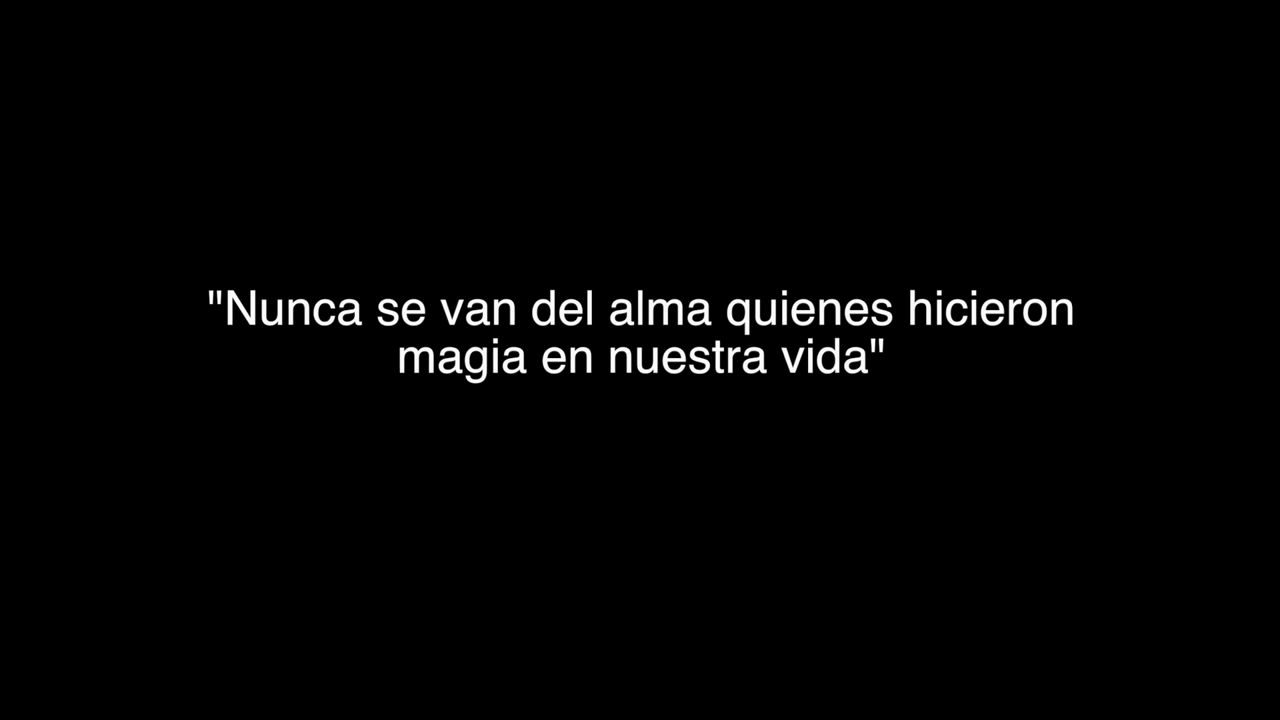 "Nunca se van del alma quienes hicieron
magia en nuestra vida"